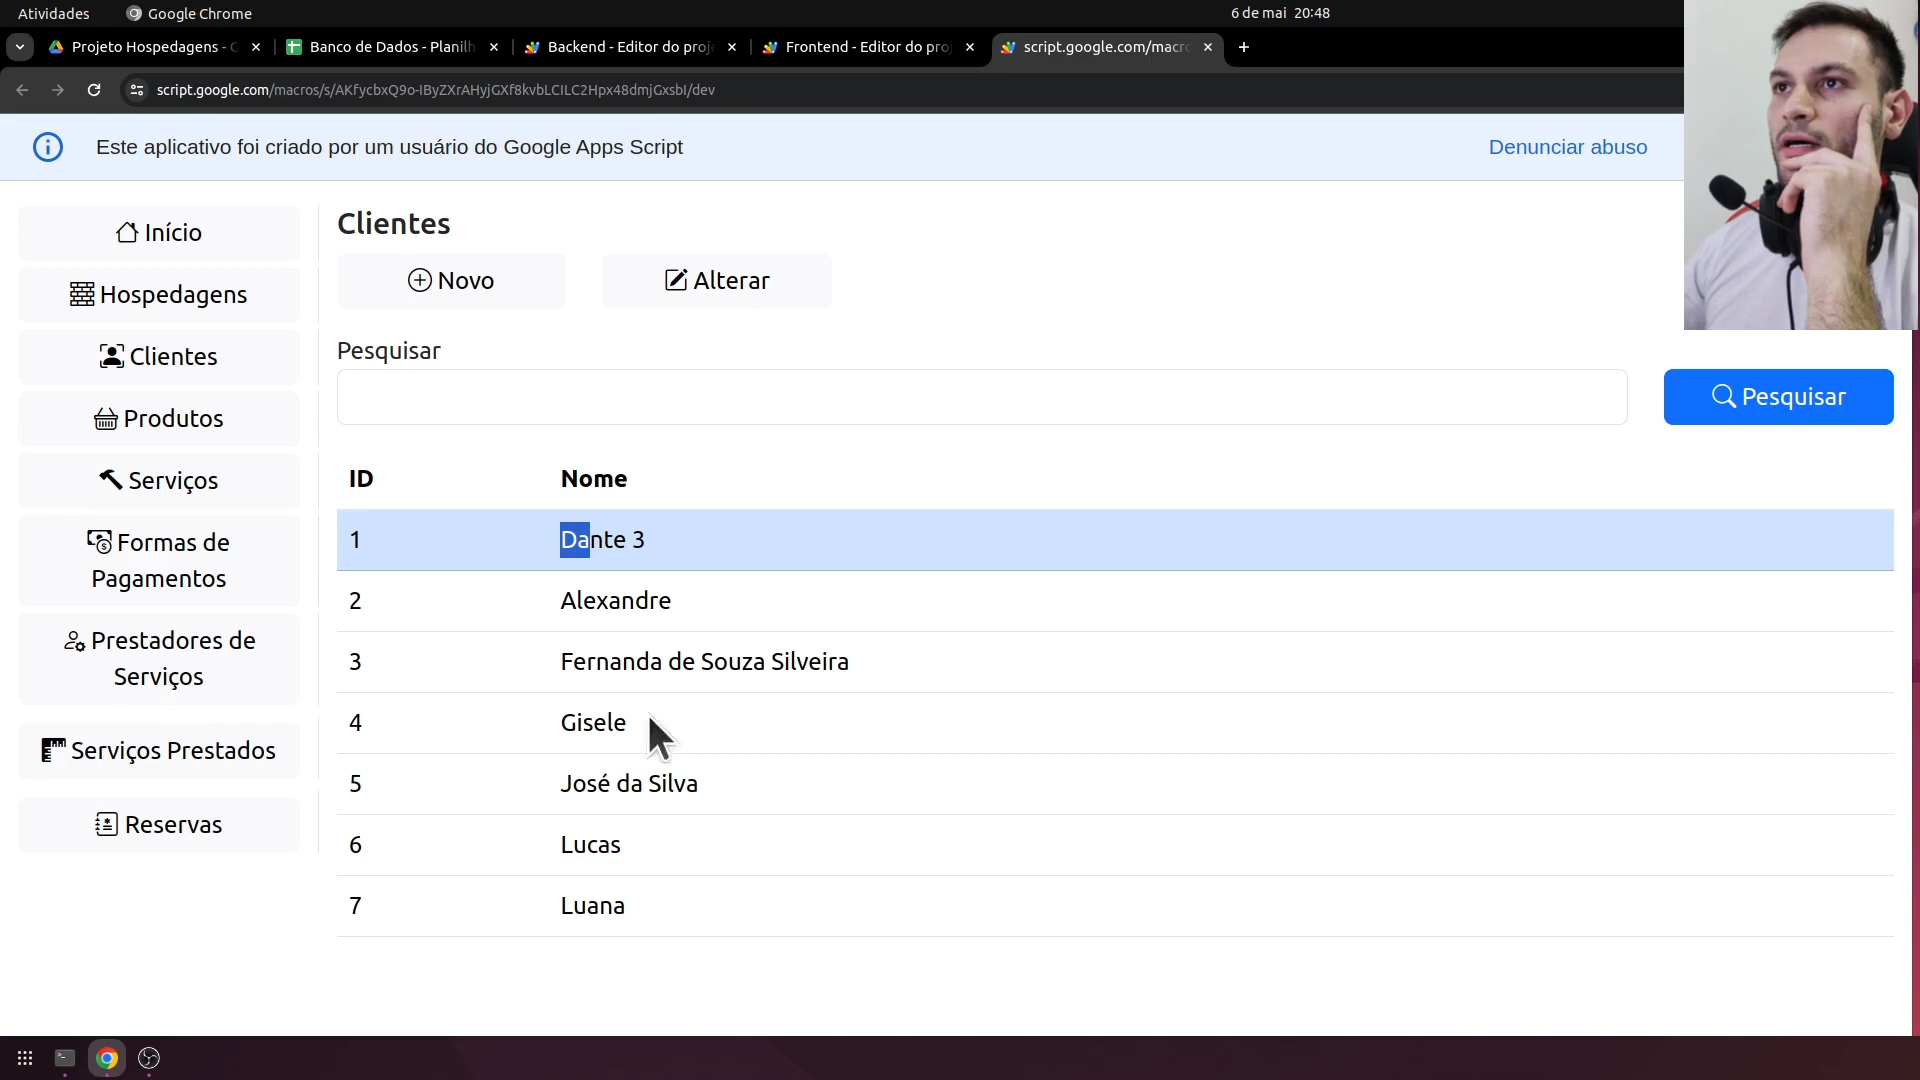 Atividades
Google Chrome
6 de mai 20:48
Projeto Hospedagens -
Banco de Dados - Planilh
Backend - Editor do proj
Frontend - Editor do pro
script.google.com/macro
script.google.com/macros/s/AKfycbxQ9o-IByZXrAHyjGXf8kvbLCILC2Hpx48dmjGxsbI/dev
Este aplicativo foi criado por um usuário do Google Apps Script
Denunciar abuso
Início
Hospedagens
Clientes
Produtos
Serviços
Formas de
Pagamentos
Prestadores de
Serviços
Serviços Prestados
Reservas
Clientes
Novo
Alterar
Pesquisar
Pesquisar
ID Nome
1 Dante 3
2 Alexandre
3 Fernanda de Souza Silveira
4 Gisele
5 José da Silva
6 Lucas
7 Luana